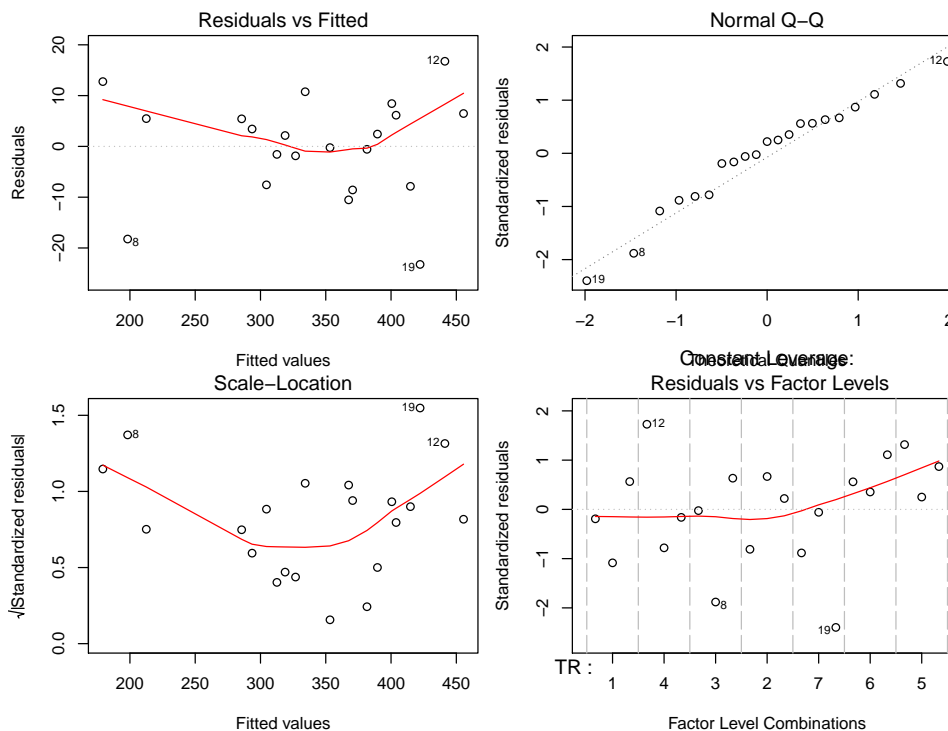 Residuals vs Fitted
Residuals
20
10
0
−10
−20
12
8
19
200 250 300 350 400 450
Fitted values
Normal Q−Q
Standardized residuals
2
1
0
−1
−2
12
8
19
−2 −1 0 1 2
Theoretical Quantiles
Scale−Location
√|Standardized residuals|
1.5
1.0
0.5
0.0
8
19
12
200 250 300 350 400 450
Fitted values
Constant Leverage:
Residuals vs Factor Levels
Standardized residuals
2
1
0
−1
−2
12
8
19
TR :
1 4 3 2 7 6 5
Factor Level Combinations